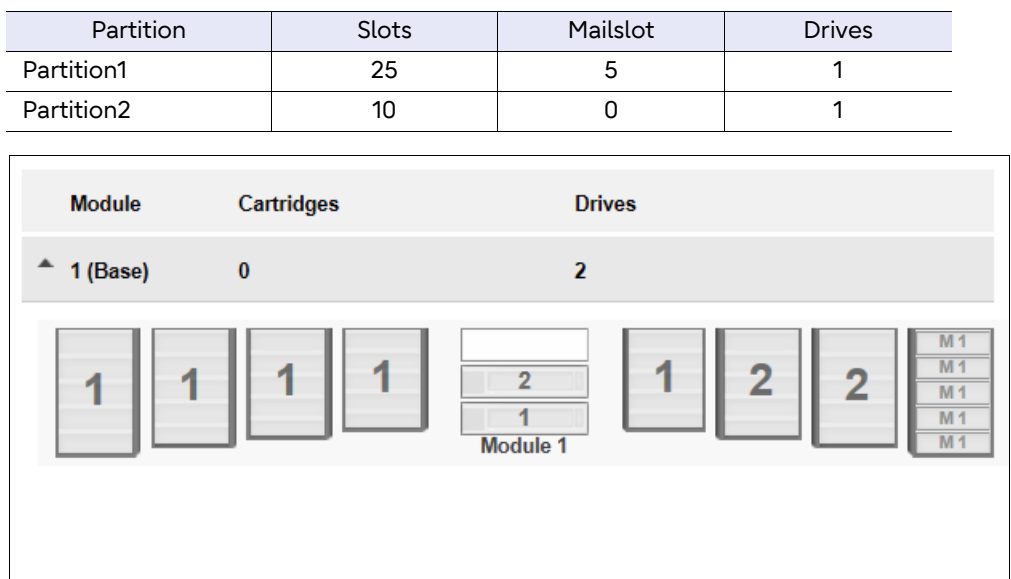 Partition Slots Mailslot Drives
Partition1 25 5 1
Partition2 10 0 1
Module Cartridges Drives
1 (Base) 0 2
1 1 1 1 2 1 Module 1 1 2 2 M 1
M 1
M 1
M 1
M 1